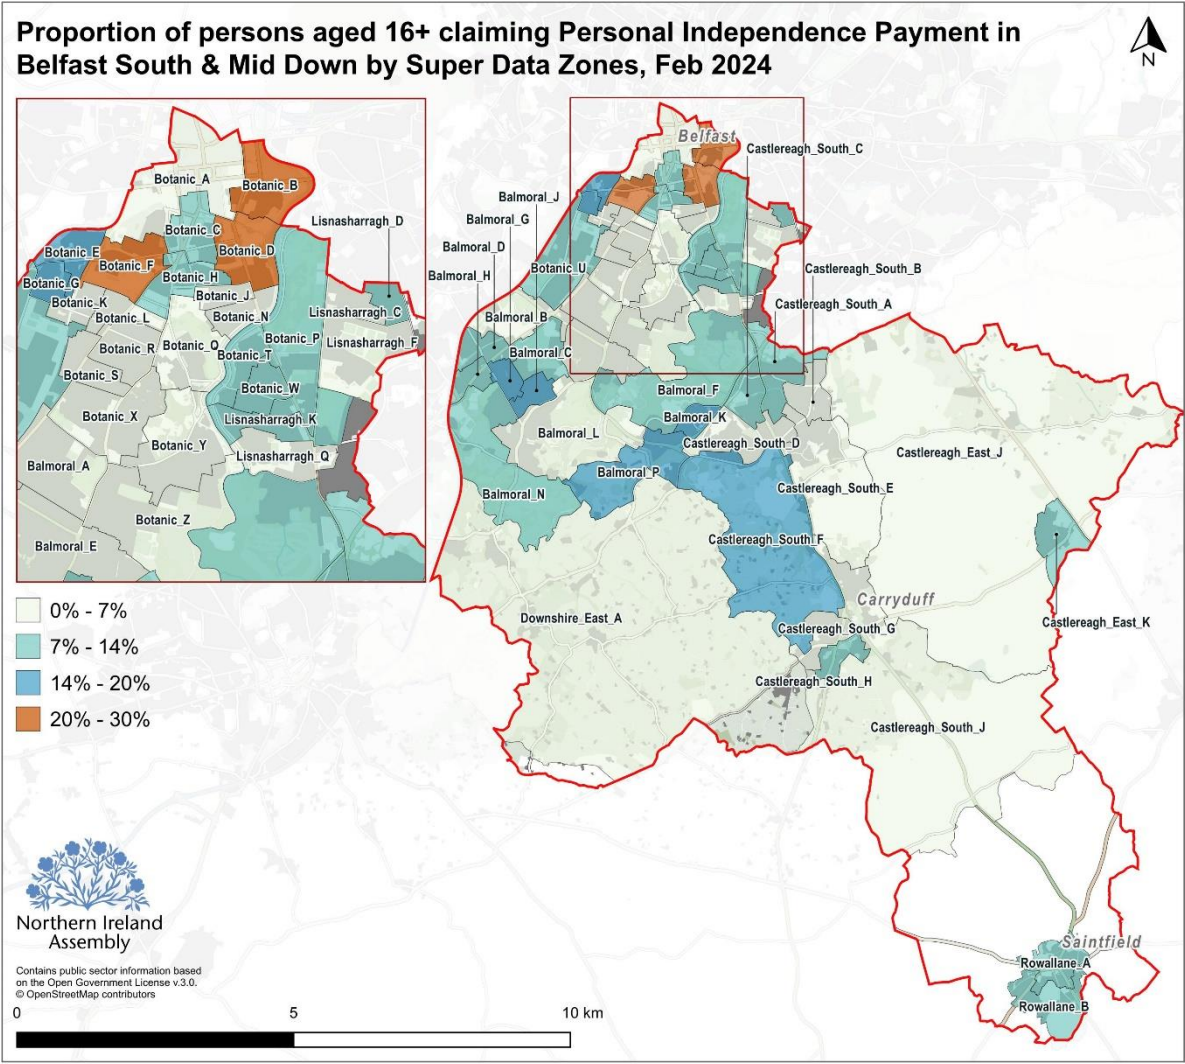 Proportion of persons aged 16+ claiming Personal Independence Payment in
Belfast South & Mid Down by Super Data Zones, Feb 2024
N
Botanic_A
Botanic_B
Botanic_C
Lisnasharragh_D
Botanic_D
Botanic_E
Botanic_F
Botanic_H
Botanic_G
Botanic_J
Botanic_K
Botanic_L
Botanic_N
Lisnasharragh_C
Botanic_P
Lisnasharragh_F
Botanic_R
Botanic_Q
Botanic_T
Botanic_S
Botanic_W
Botanic_X
Lisnasharragh_K
Botanic_Y
Lisnasharragh_Q
Balmoral_A
Botanic_Z
Balmoral_E
Belfast
Castlereagh_South_C
Balmoral_J
Balmoral_G
Balmoral_D
Balmoral_H
Botanic_U
Castlereagh_South_B
Castlereagh_South_A
Balmoral_B
Balmoral_C
Balmoral_F
Balmoral_K
Balmoral_L
Castlereagh_South_D
Castlereagh_East_J
Balmoral_P
Castlereagh_South_E
Balmoral_N
Castlereagh_South_F
Carryduff
Downshire_East_A
Castlereagh_East_K
Castlereagh_South_G
Castlereagh_South_H
Castlereagh_South_J
Saintfield
Rowallane_A
Rowallane_B
0% - 7%
7% - 14%
14% - 20%
20% - 30%
Northern Ireland
Assembly
Contains public sector information based
on the Open Government License v.3.0.
© OpenStreetMap contributors
0 5 10 km